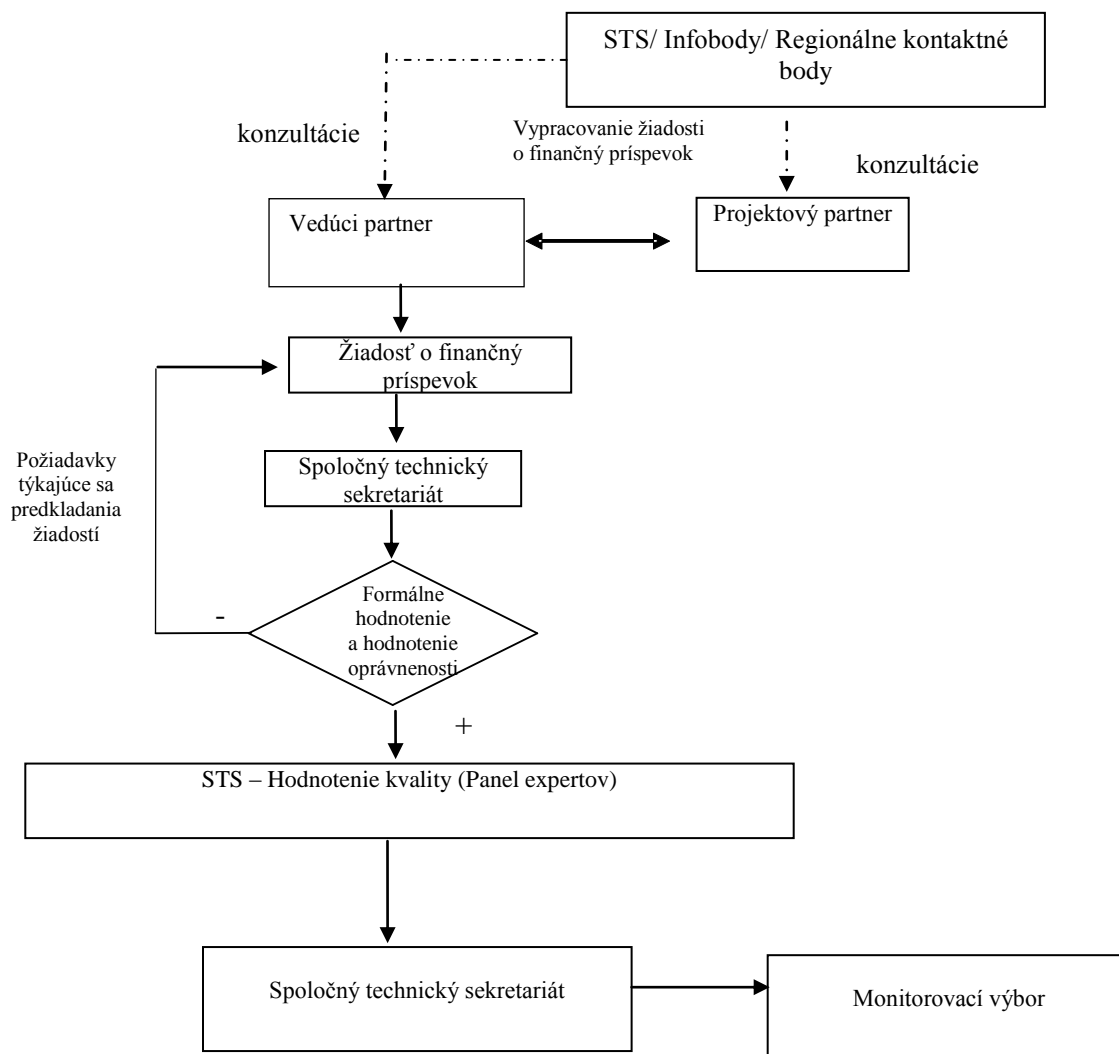 STS/ Infobody/ Regionálne kontaktné
body
konzultácie
Vypracovanie žiadosti
o finančný príspevok
konzultácie
Vedúci partner
Projektový partner
Žiadosť o finančný
príspevok
Požiadavky
týkajúce sa
predkladania
žiadostí
Spoločný technický
sekretariát
Formálne
hodnotenie
a hodnotenie
oprávnenosti
-
+
STS – Hodnotenie kvality (Panel expertov)
Spoločný technický sekretariát
Monitorovací výbor